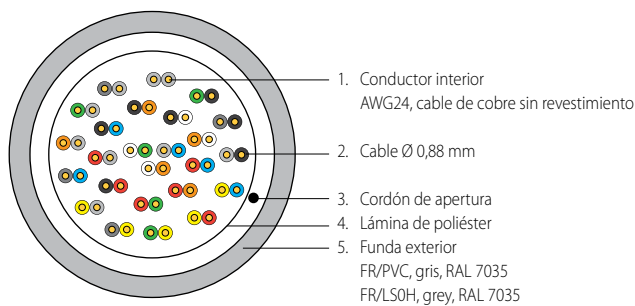 1. Conductor interior
AWG24, cable de cobre sin revestimiento
2. Cable Ø 0,88 mm
3. Cordón de apertura
4. Lámina de poliéster
5. Funda exterior
FR/PVC, gris, RAL 7035
FR/LS0H, grey, RAL 7035